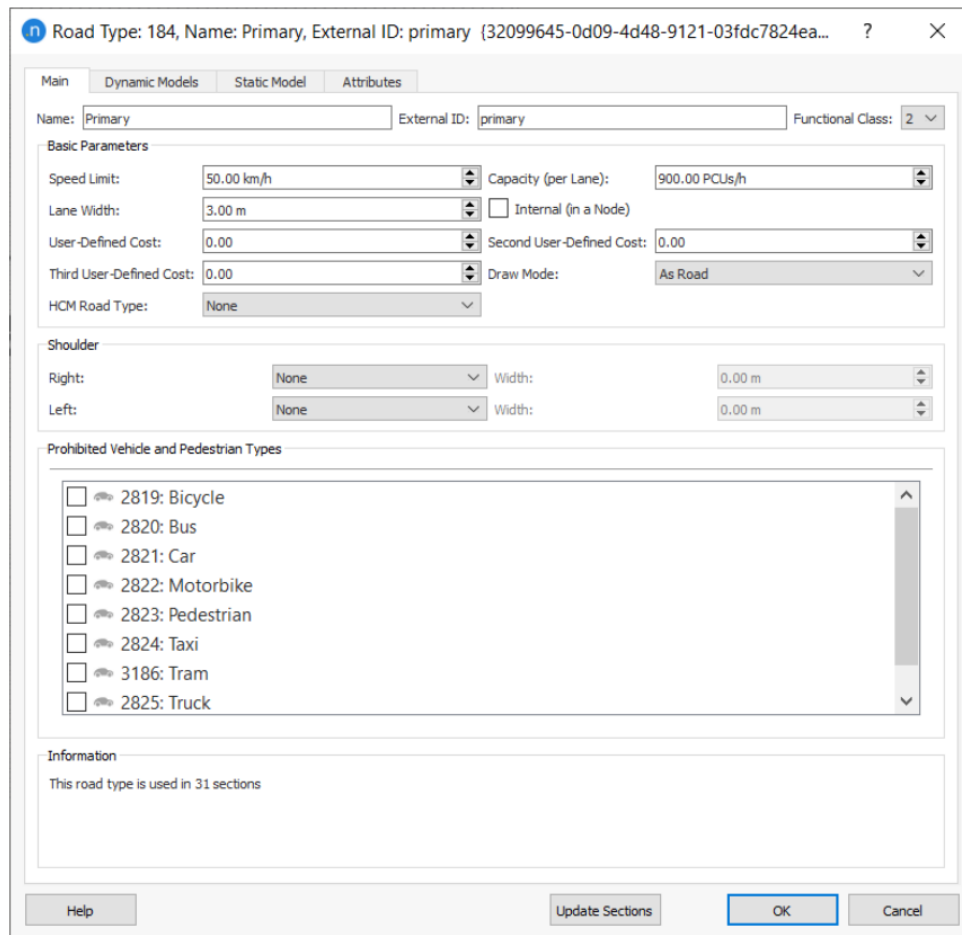 .n Road Type: 184, Name: Primary, External ID: primary {32099645-0d09-4d48-9121-03fdc7824ea... ?
Main Dynamic Models Static Model Attributes
Name: Primary External ID: primary Functional Class: 2
Basic Parameters
Speed Limit: 50.00 km/h Capacity (per Lane): 900.00 PCUs/h
Lane Width: 3.00 m Internal (in a Node)
User-Defined Cost: 0.00 Second User-Defined Cost: 0.00
Third User-Defined Cost: 0.00 Draw Mode: As Road
HCM Road Type: None
Shoulder
Right: None Width: 0.00 m
Left: None Width: 0.00 m
Prohibited Vehicle and Pedestrian Types
2819: Bicycle
2820: Bus
2821: Car
2822: Motorbike
2823: Pedestrian
2824: Taxi
3186: Tram
2825: Truck
Information
This road type is used in 31 sections
Help Update Sections OK Cancel